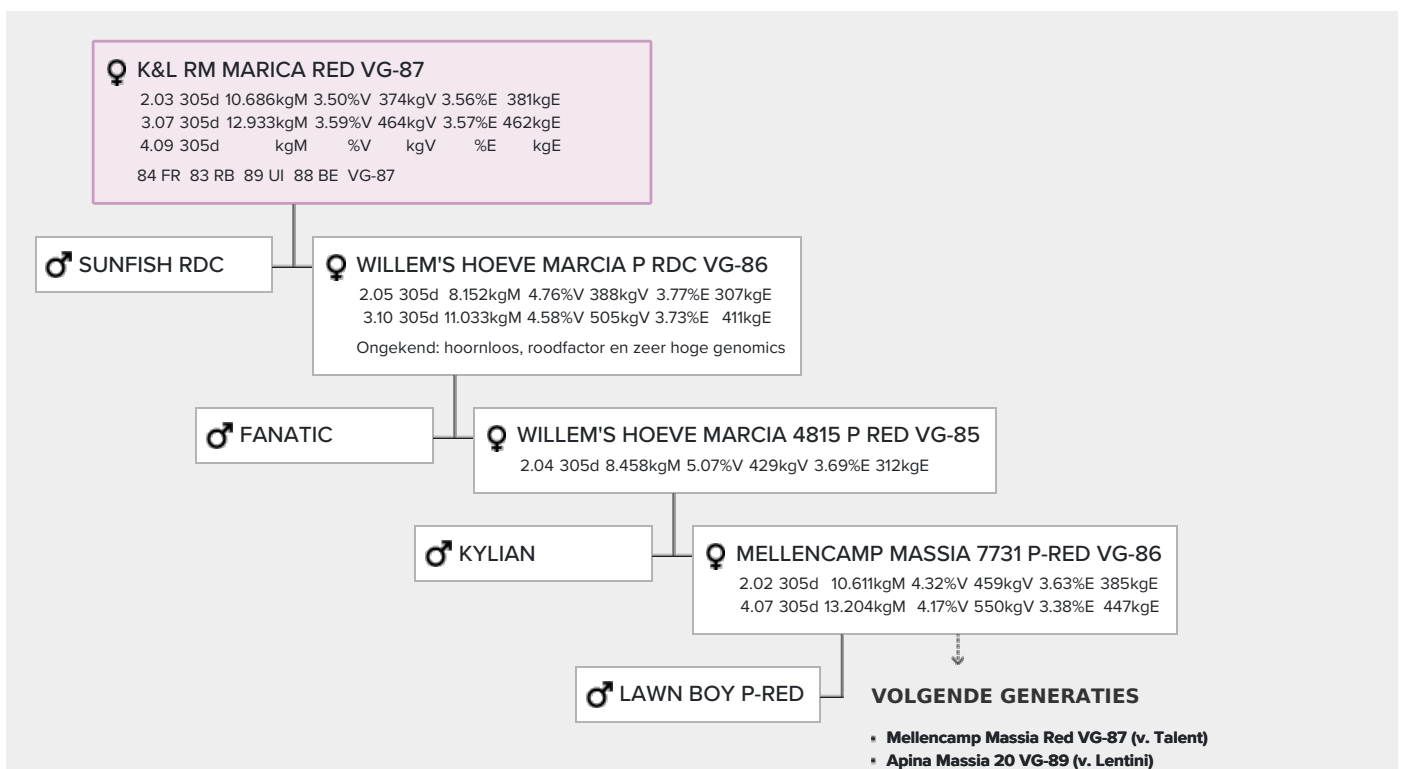 K&L RM MARICA RED VG-87
2.03 305d 10.686kgM 3.50%V 374kgV 3.56%E 381kgE
3.07 305d 12.933kgM 3.59%V 464kgV 3.57%E 462kgE
4.09 305d kgM %V kgV %E kgE
84 FR 83 RB 89 UI 88 BE VG-87
SUNFISH RDC
WILLEM'S HOEVE MARCIA P RDC VG-86
2.05 305d 8.152kgM 4.76%V 388kgV 3.77%E 307kgE
3.10 305d 11.033kgM 4.58%V 505kgV 3.73%E 411kgE
Ongekend: hoornloos, roodfactor en zeer hoge genomics
FANATIC
WILLEM'S HOEVE MARCIA 4815 P RED VG-85
2.04 305d 8.458kgM 5.07%V 429kgV 3.69%E 312kgE
KYLIAN
MELLENCAMP MASSIA 7731 P-RED VG-86
2.02 305d 10.611kgM 4.32%V 459kgV 3.63%E 385kgE
4.07 305d 13.204kgM 4.17%V 550kgV 3.38%E 447kgE
LAWN BOY P-RED
VOLGENDE GENERATIES
▪ Mellencamp Massia Red VG-87 (v. Talent)
▪ Apina Massia 20 VG-89 (v. Lentini)